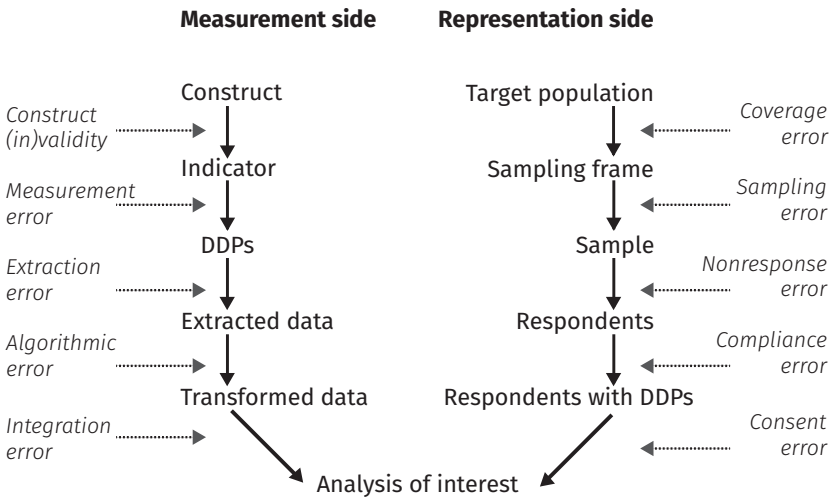 Measurement side
Representation side
Construct
Target population
Construct
(in)validity
Coverage
error
Indicator
Sampling frame
Measurement
error
Sampling
error
DDPs
Sample
Extraction
error
Nonresponse
error
Extracted data
Respondents
Algorithmic
error
Compliance
error
Transformed data
Respondents with DDPs
Integration
error
Consent
error
Analysis of interest